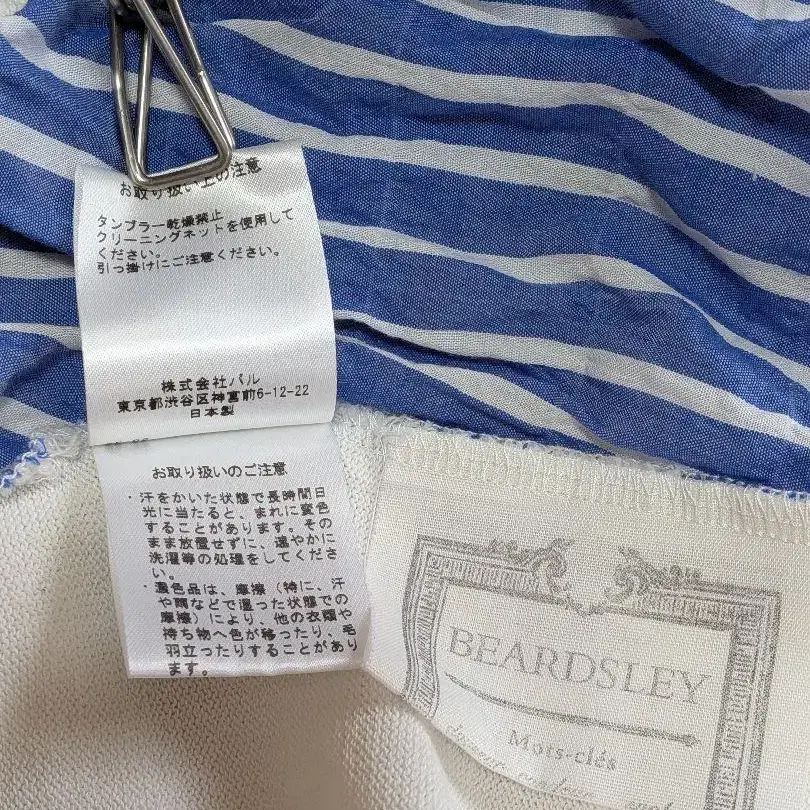 お取り扱い上の注意
タンブラー乾燥禁止
クリーニングネットを使用して
ください。
引っ掛けにご注意ください。
株式会社パル
東京都渋谷区神宮前6-12-22
日本製
お取り扱いのご注意
・汗をかいた状態で長時間日
光に当たると、まれに変色
することがあります。その
まま放置せずに、速やかに
洗濯等の処理をしてくださ
い。
・濃色品は、摩擦（特に、汗
や雨などで湿った状態での
摩擦）により、他の衣類や
持ち物へ色が移ったり、毛
羽立ったりすることがあり
ます。
BEARDSLEY
Mots-clés